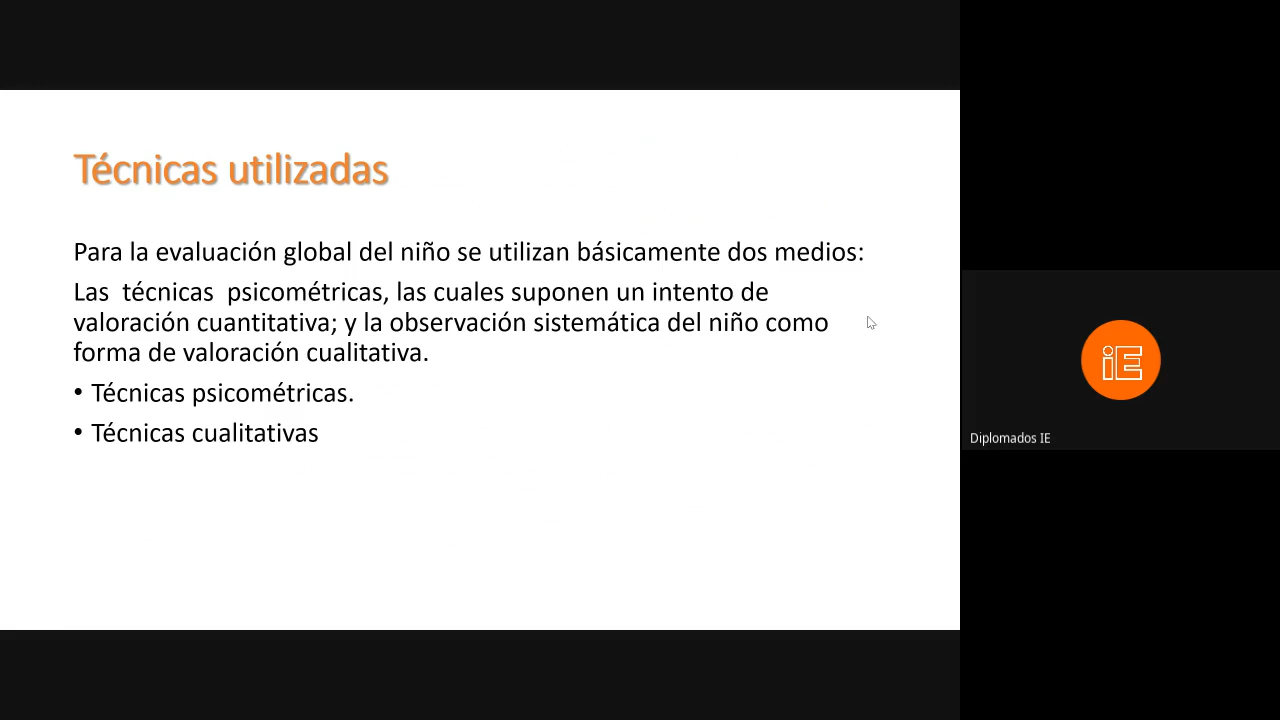 Técnicas utilizadas
Para la evaluación global del niño se utilizan básicamente dos medios:
Las técnicas psicométricas, las cuales suponen un intento de
valoración cuantitativa; y la observación sistemática del niño como
forma de valoración cualitativa.
• Técnicas psicométricas.
• Técnicas cualitativas
iE
Diplomados IE